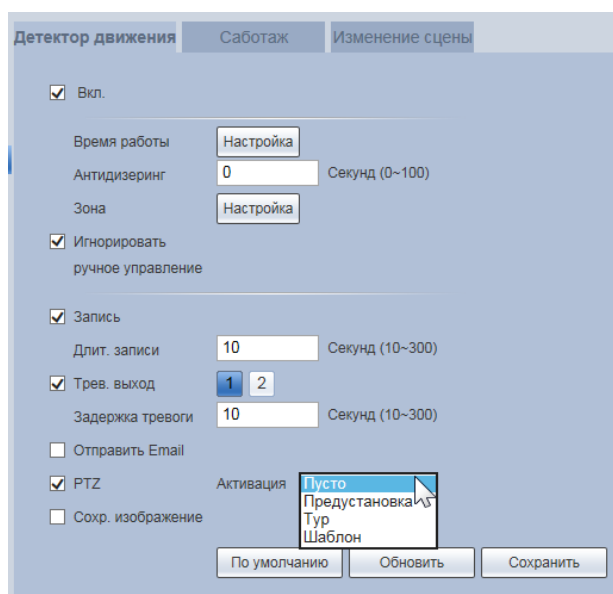 Детектор движения Саботаж Изменение сцены
Вкл.
Время работы Настройка
Антидизеринг 0 Секунд (0~100)
Зона Настройка
Игнорировать
ручное управление
Запись
Длит. записи 10 Секунд (10~300)
Трев. выход 1 2
Задержка тревоги 10 Секунд (10~300)
Отправить Email
PTZ Активация Пусто
Предустановка
Сохр. изображение Тур
Шаблон
По умолчанию Обновить Сохранить